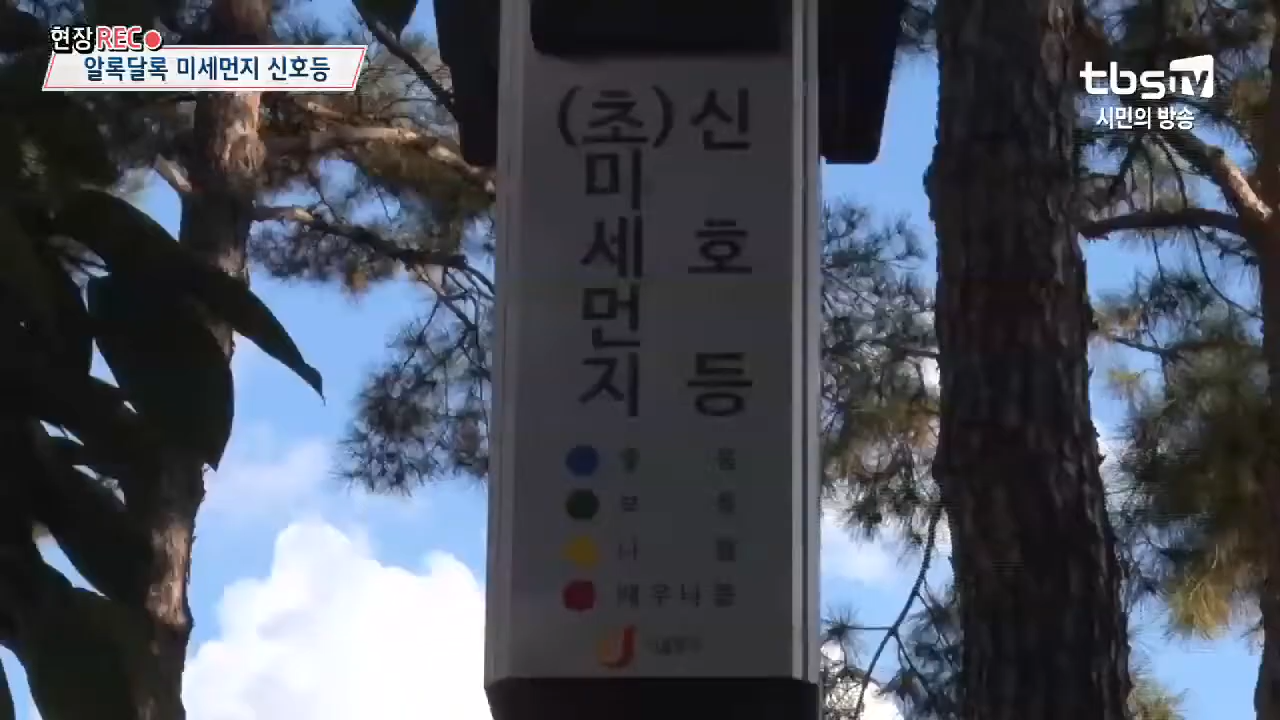 현장REC
알록달록 미세먼지 신호등
tbsTV
시민의 방송
(초)미세먼지
신호등
좋 음
보 통
나 쁨
매우나쁨